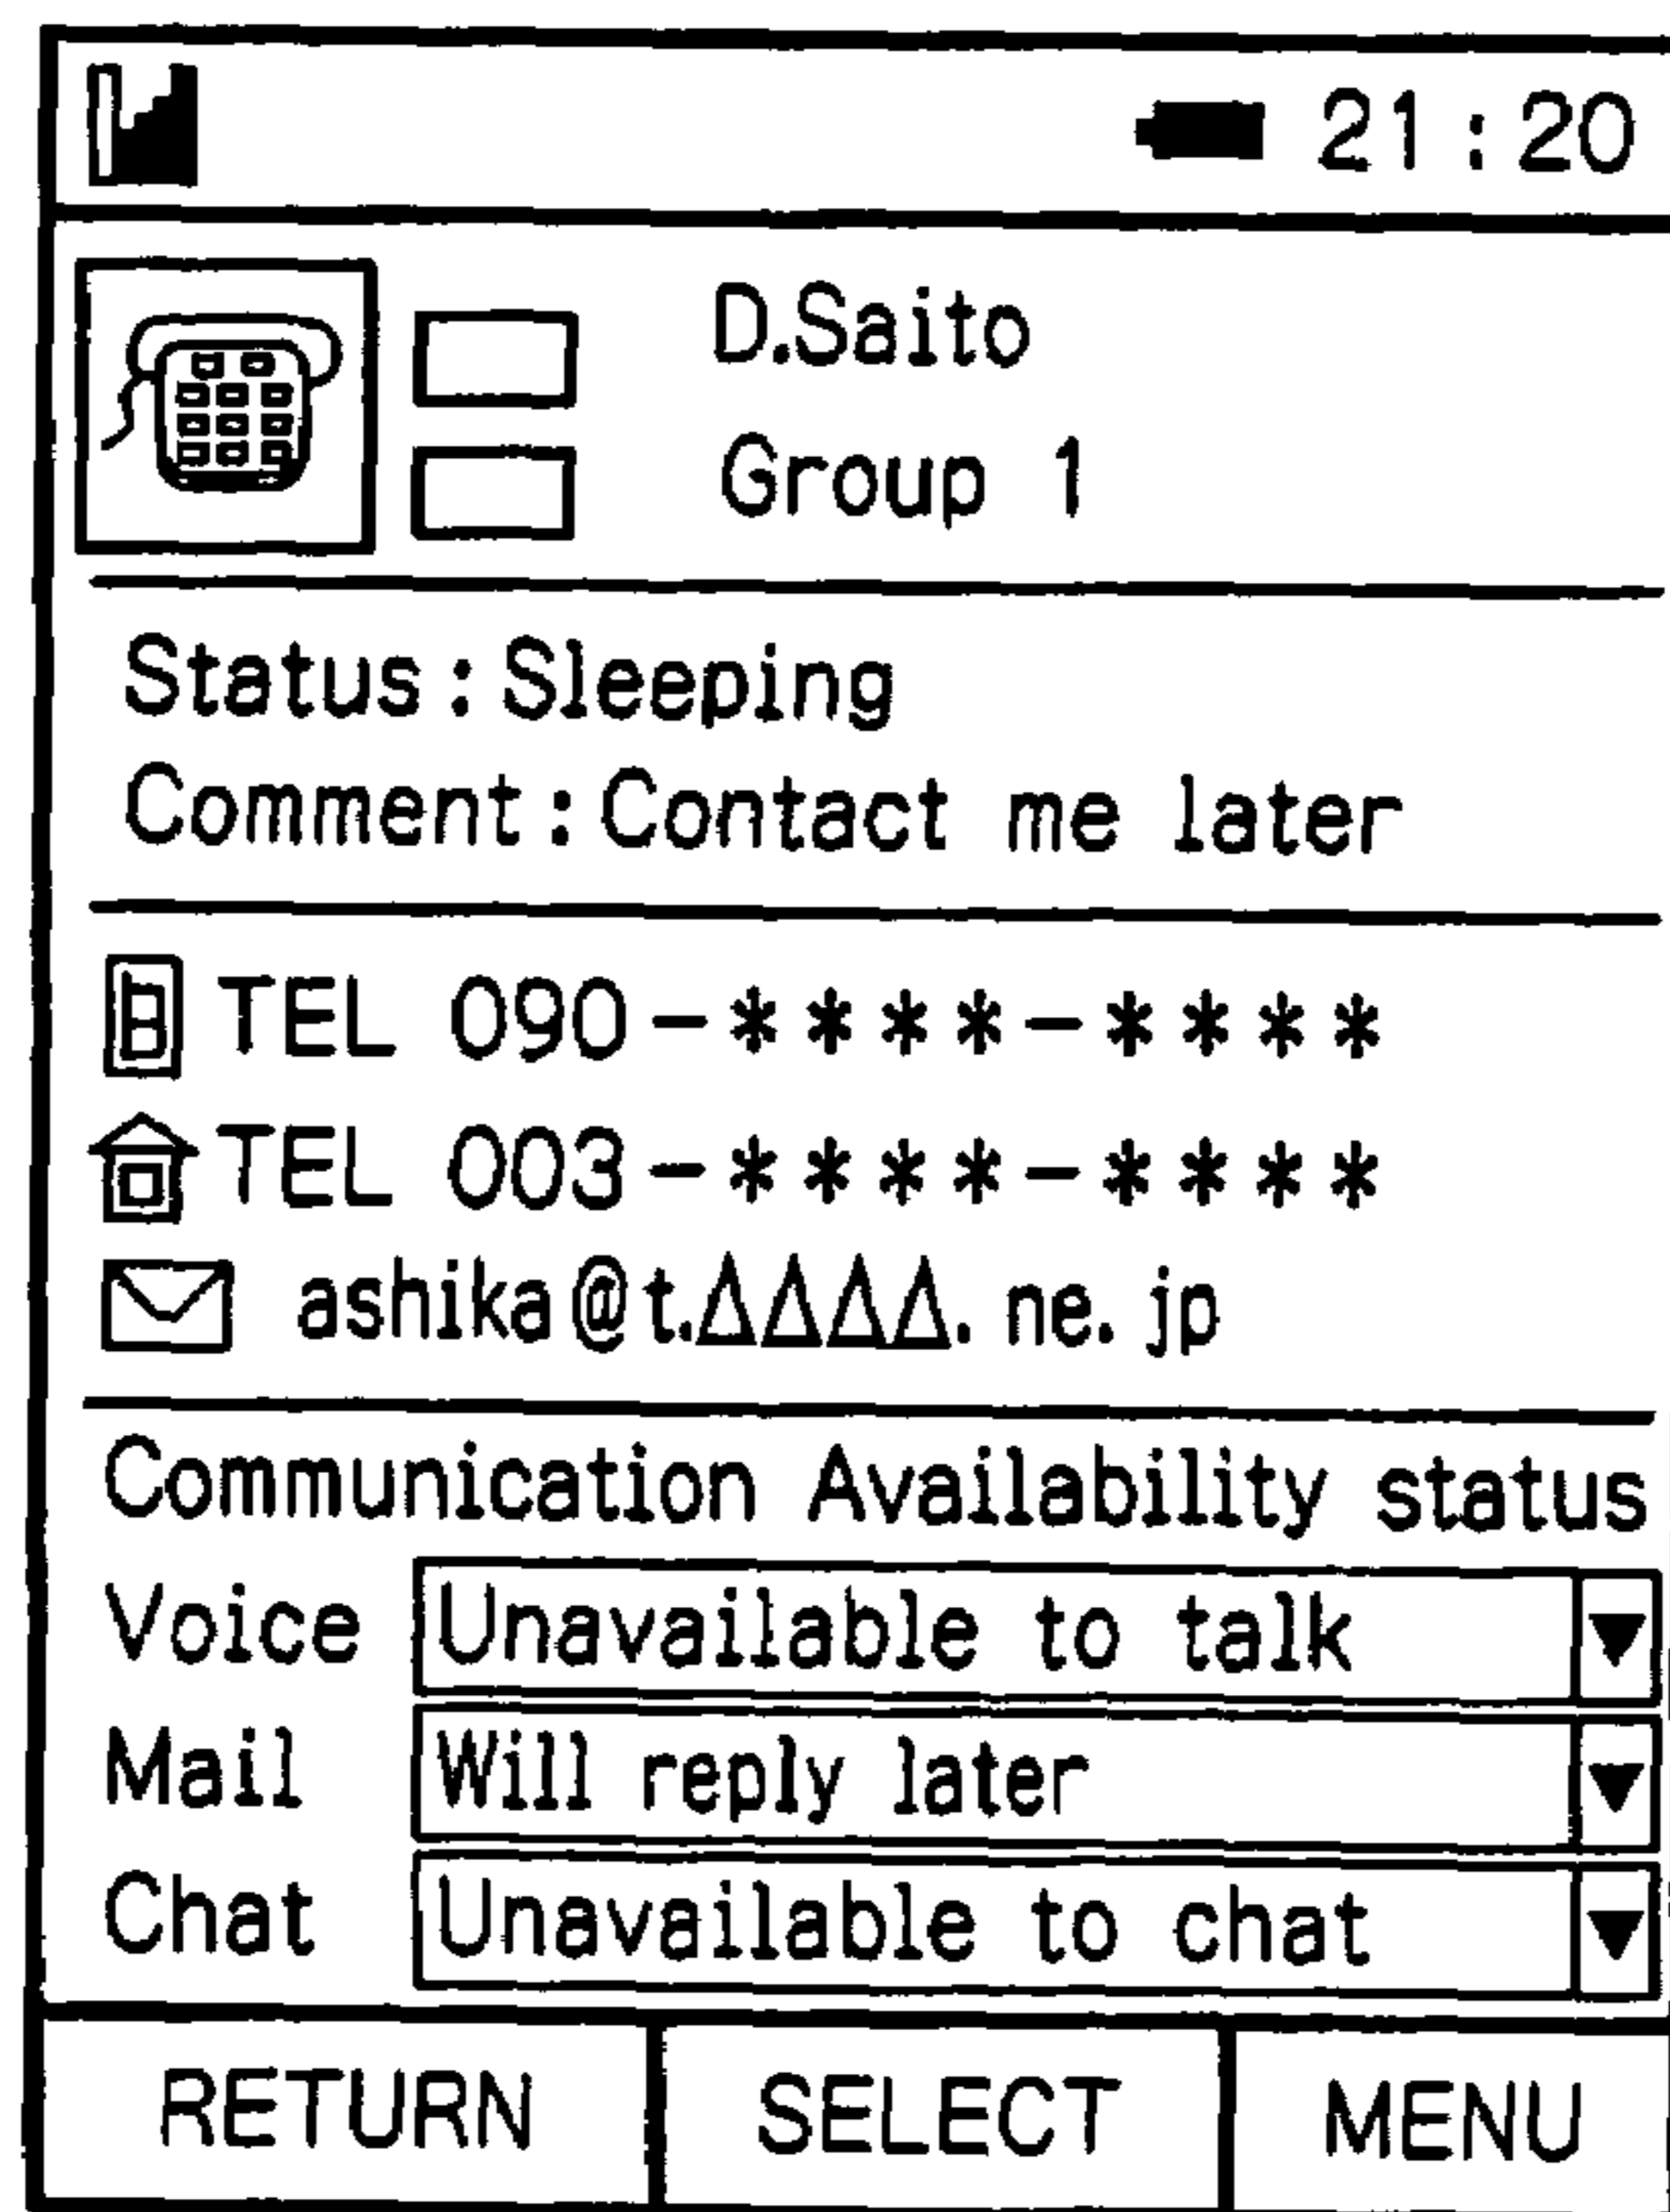 21:20
D.Saito
Group 1
Status:Sleeping
Comment:Contact me later
TEL 090-****-****
TEL 003-****-****
ashika@t.ΔΔΔΔ.ne.jp
Communication Availability status
Voice Unavailable to talk ▼
Mail Will reply later ▼
Chat Unavailable to chat ▼
RETURN SELECT MENU